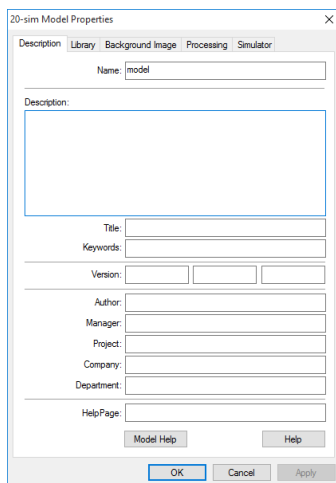 20-sim Model Properties
Description Library Background Image Processing Simulator
Name: model
Description:
Title:
Keywords:
Version:
Author:
Manager:
Project:
Company:
Department:
HelpPage:
Model Help Help
OK Cancel Apply